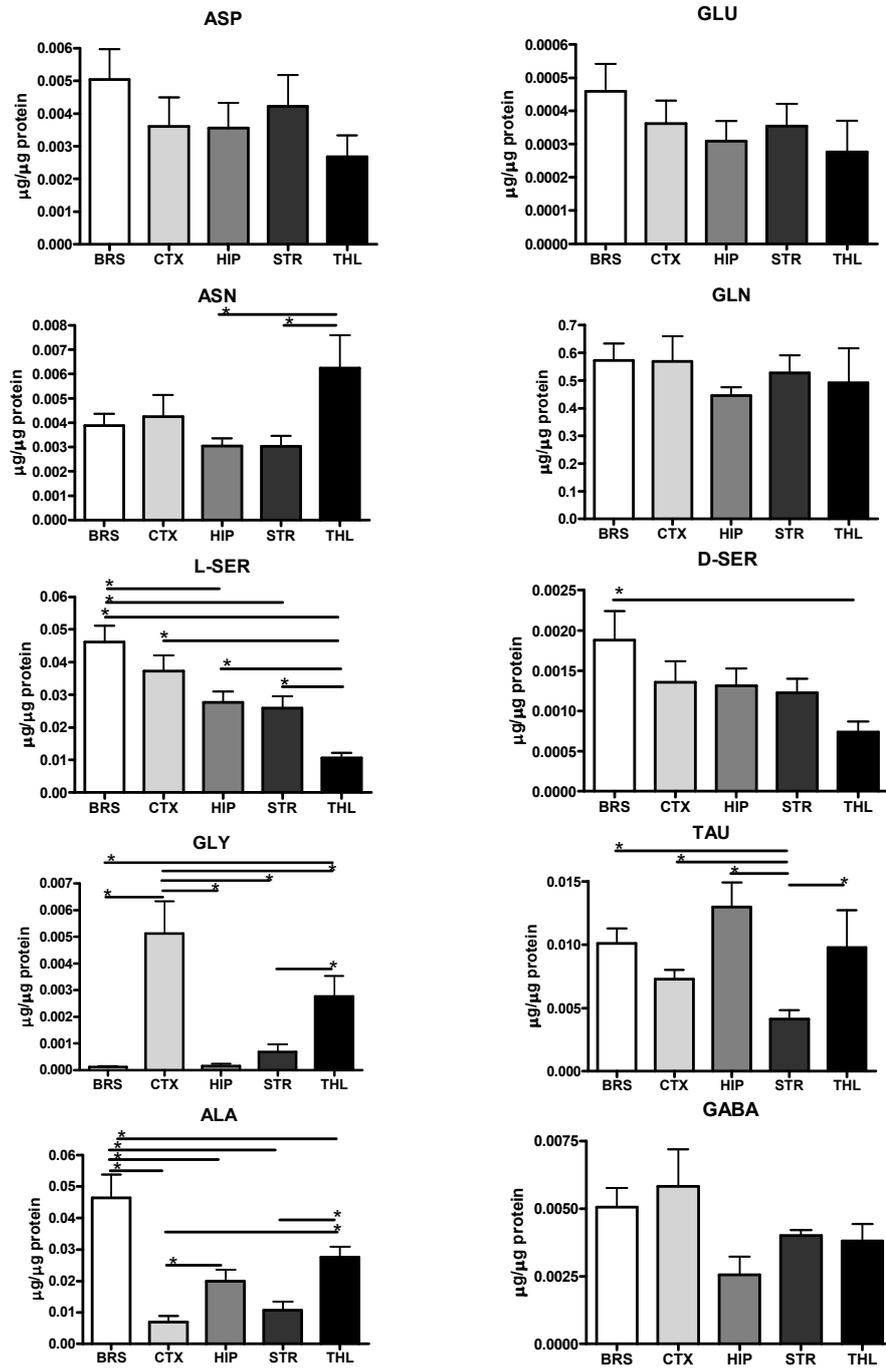 ASP
µg/µg protein
0.006
0.005
0.004
0.003
0.002
0.001
0.000
BRS CTX HIP STR THL
GLU
µg/µg protein
0.0006
0.0005
0.0004
0.0003
0.0002
0.0001
0.0000
BRS CTX HIP STR THL
ASN
* *
µg/µg protein
0.008
0.007
0.006
0.005
0.004
0.003
0.002
0.001
0.000
BRS CTX HIP STR THL
GLN
µg/µg protein
0.7
0.6
0.5
0.4
0.3
0.2
0.1
0.0
BRS CTX HIP STR THL
L-SER
* * * * * *
µg/µg protein
0.06
0.05
0.04
0.03
0.02
0.01
0.00
BRS CTX HIP STR THL
D-SER
*
µg/µg protein
0.0025
0.0020
0.0015
0.0010
0.0005
0.0000
BRS CTX HIP STR THL
GLY
* * * * * *
µg/µg protein
0.007
0.006
0.005
0.004
0.003
0.002
0.001
0.000
BRS CTX HIP STR THL
TAU
* * * *
µg/µg protein
0.015
0.010
0.005
0.000
BRS CTX HIP STR THL
ALA
* * * * * * *
µg/µg protein
0.06
0.05
0.04
0.03
0.02
0.01
0.00
BRS CTX HIP STR THL
GABA
µg/µg protein
0.0075
0.0050
0.0025
0.0000
BRS CTX HIP STR THL